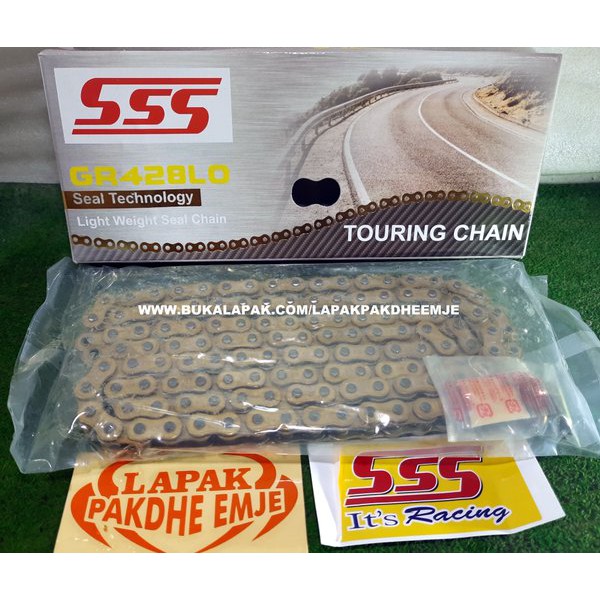 SSS
GR428LO
Seal Technology
Light Weight Seal Chain
TOURING CHAIN
WWW.BUKALAPAK.COM/LAPAKPAKDHEEMJE
LAPAK
PAKDHE EMJE
SSS
It's Racing